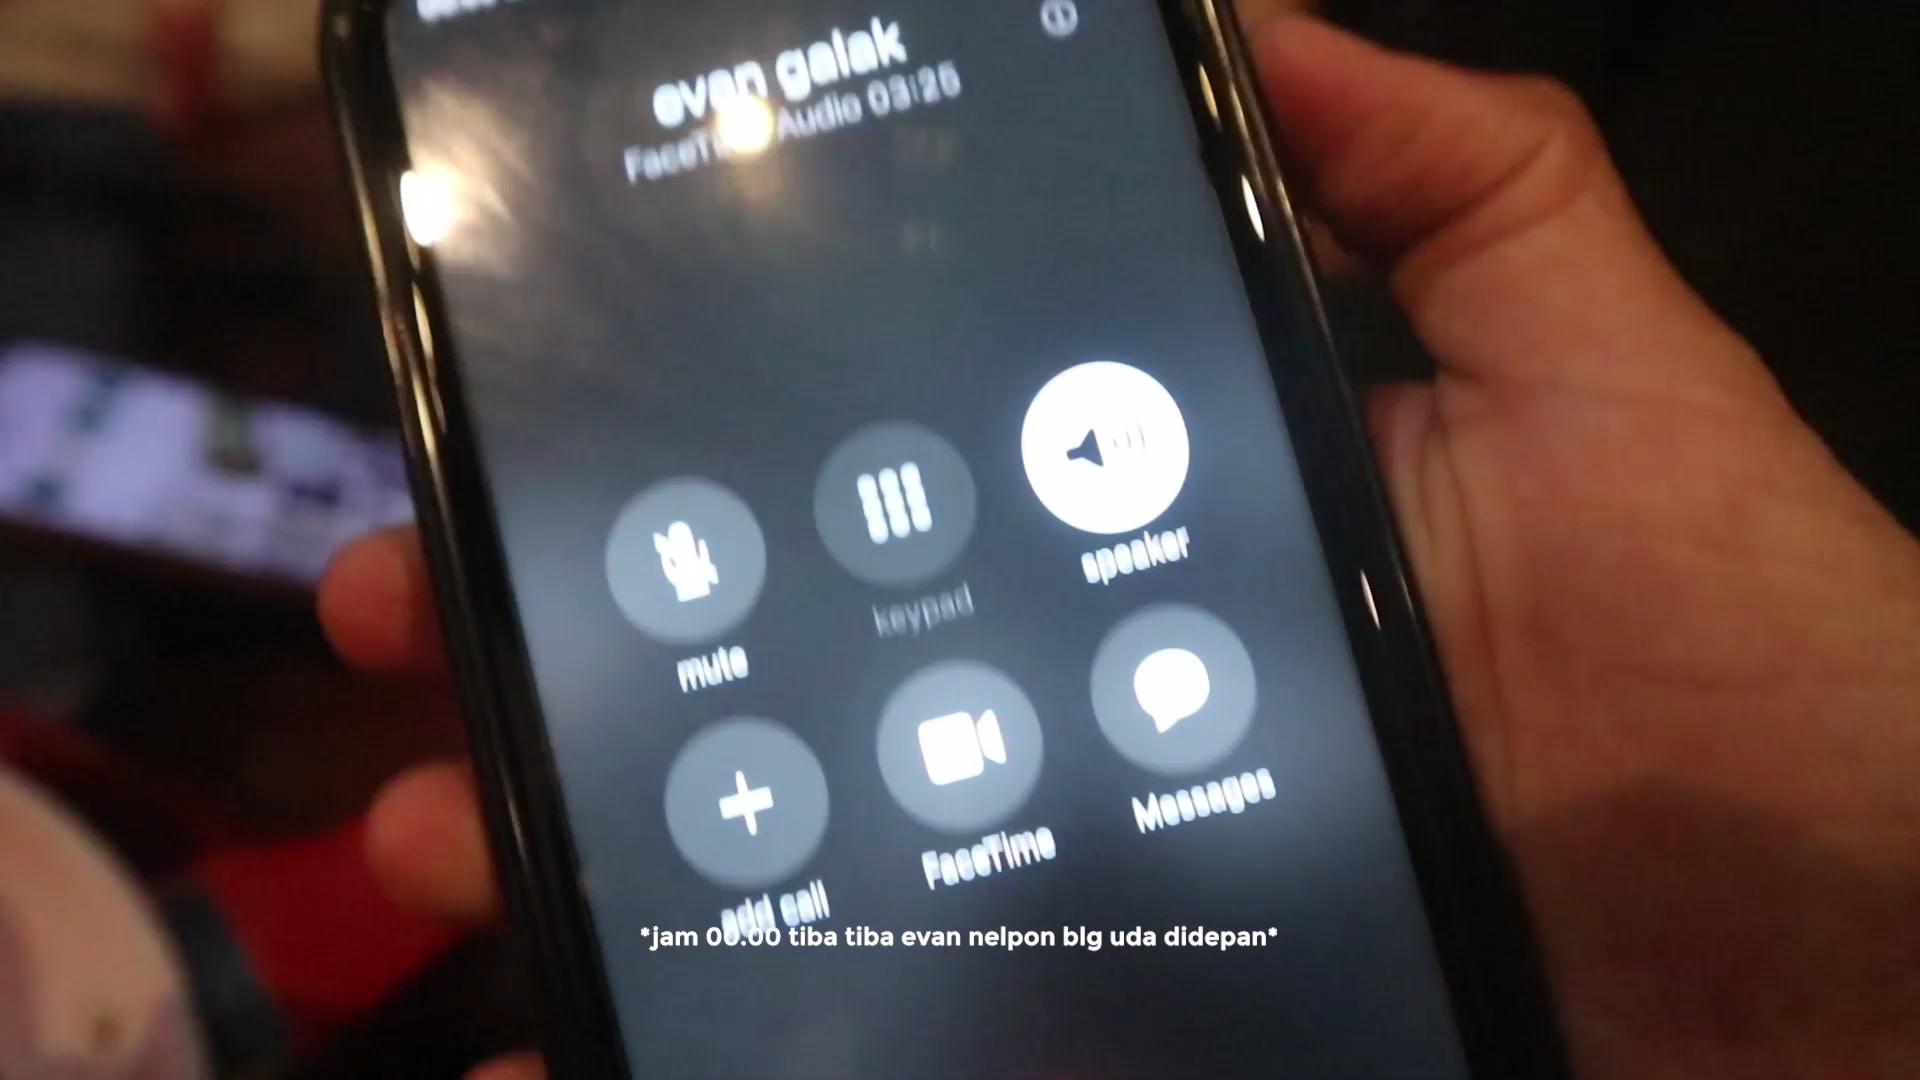 evan galak
FaceTime Audio 03:25
speaker
keypad
mute
Messages
FaceTime
add call
*jam 00.00 tiba tiba evan nelpon blg uda didepan*